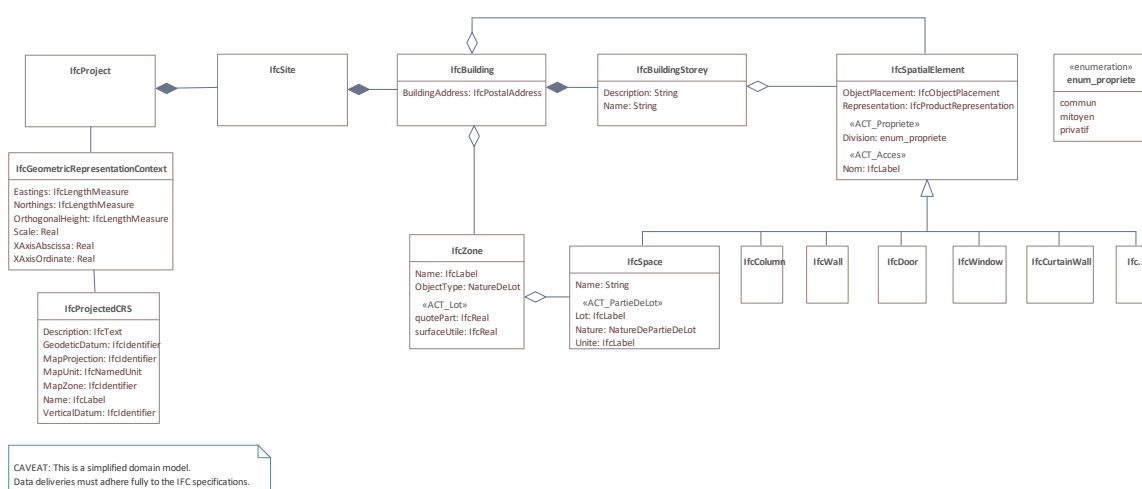 IfcProject
IfcSite
IfcBuilding
BuildingAddress: IfcPostalAddress
IfcBuildingStorey
Description: String
Name: String
IfcSpatialElement
ObjectPlacement: IfcObjectPlacement
Representation: IfcProductRepresentation
«ACT_Propriete»
Division: enum_propriete
«ACT_Acces»
Nom: IfcLabel
«enumeration»
enum_propriete
commun
mitoyen
privatif
IfcGeometricRepresentationContext
Eastings: IfcLengthMeasure
Northings: IfcLengthMeasure
OrthogonalHeight: IfcLengthMeasure
Scale: Real
XAxisAbscissa: Real
XAxisOrdinate: Real
IfcZone
Name: IfcLabel
ObjectType: NatureDeLot
«ACT_Lot»
quotePart: IfcReal
surfaceUtile: IfcReal
IfcSpace
Name: String
«ACT_PartieDeLot»
Lot: IfcLabel
Nature: NatureDePartieDeLot
Unite: IfcLabel
IfcColumn
IfcWall
IfcDoor
IfcWindow
IfcCurtainWall
Ifc..
IfcProjectedCRS
Description: IfcText
GeodeticDatum: IfcIdentifier
MapProjection: IfcIdentifier
MapUnit: IfcNamedUnit
MapZone: IfcIdentifier
Name: IfcLabel
VerticalDatum: IfcIdentifier
CAVEAT: This is a simplified domain model.
Data deliveries must adhere fully to the IFC specifications.